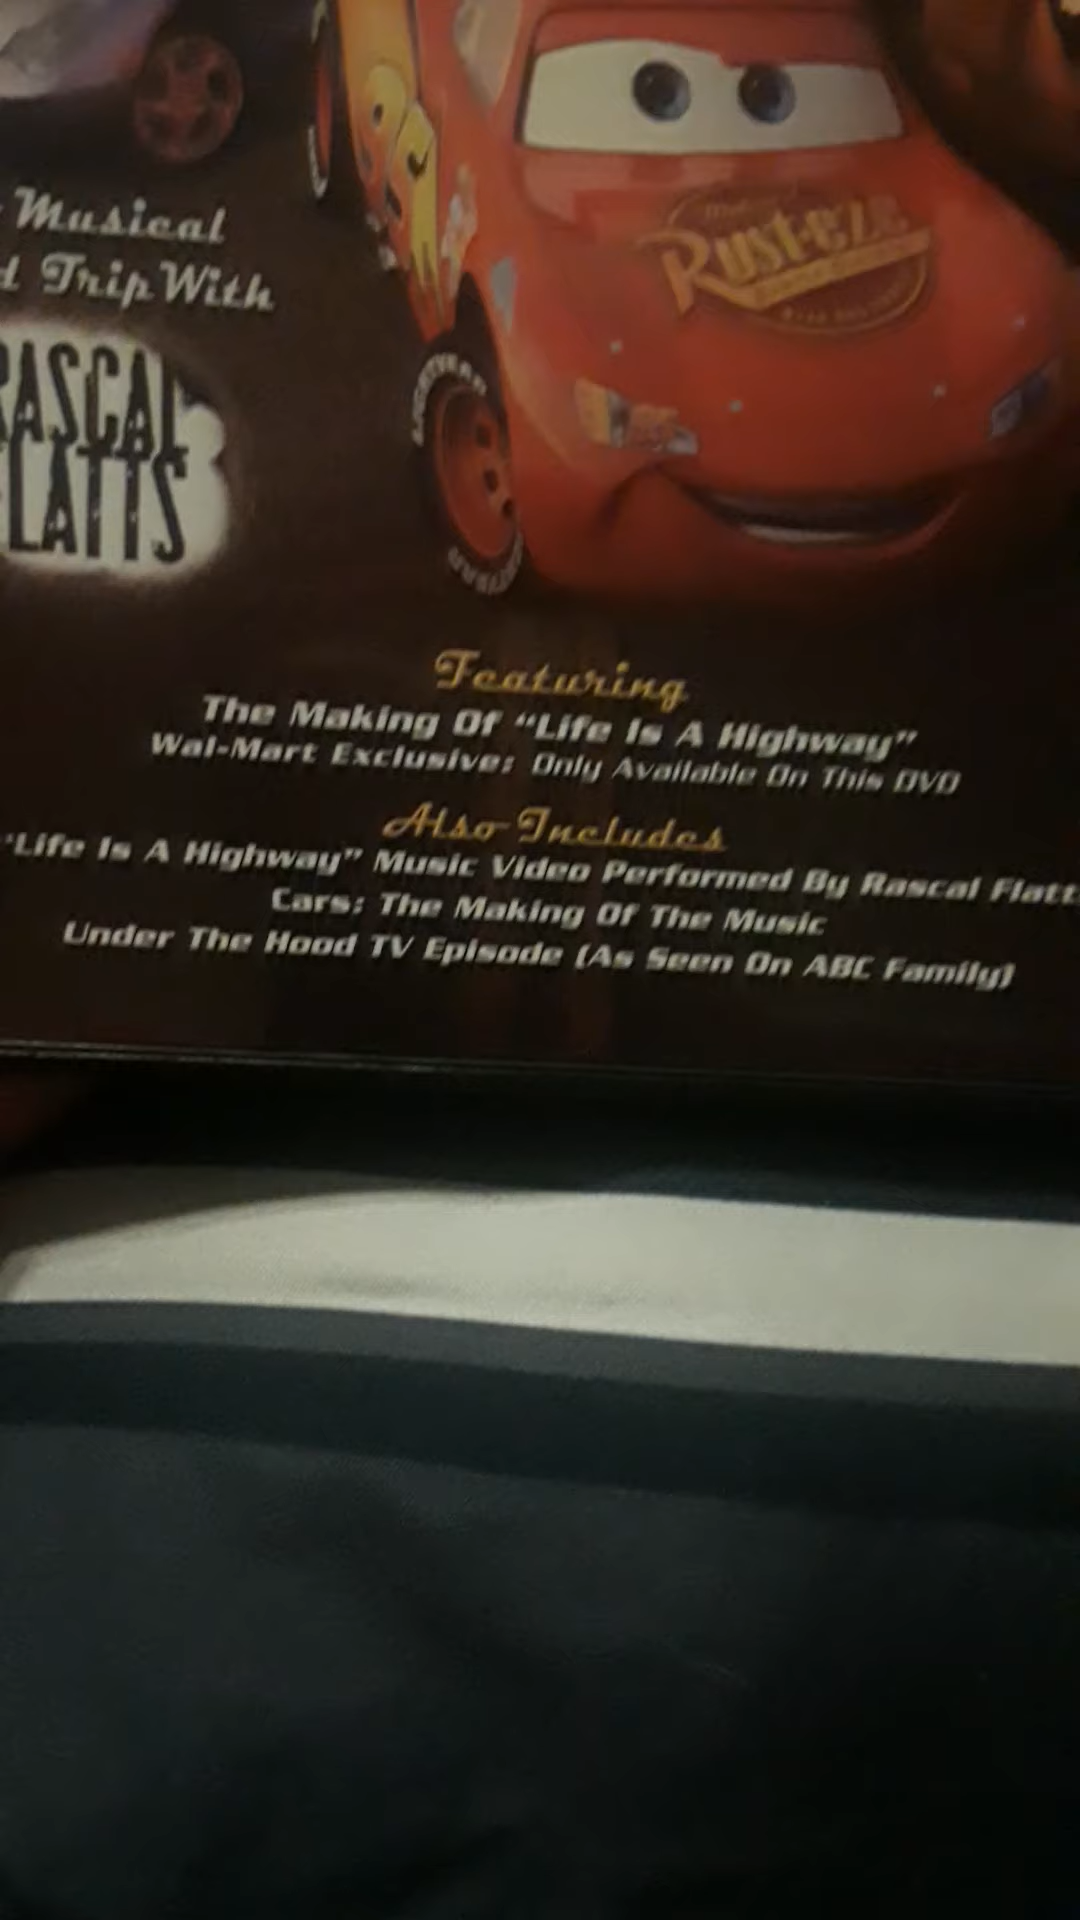 Musical
Trip With
RASCAL
FLATTS
Rust-eze
LIGHTYEAR
Featuring
The Making Of “Life Is A Highway”
Wal-Mart Exclusive: Only Available On This DVD
Also Includes
“Life Is A Highway” Music Video Performed By Rascal Flatt
Cars: The Making Of The Music
Under The Hood TV Episode (As Seen On ABC Family)